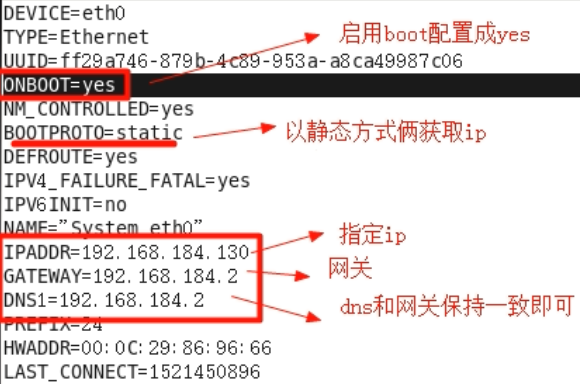 DEVICE=eth0
TYPE=Ethernet
启用boot配置成yes
UUID=ff29a746-879b-4c89-953a-a8ca49987c06
ONBOOT=yes
NM_CONTROLLED=yes
BOOTPROTO=static
以静态方式俩获取ip
DEFROUTE=yes
IPV4_FAILURE_FATAL=yes
IPV6INIT=no
NAME="System eth0"
指定ip
IPADDR=192.168.184.130
网关
GATEWAY=192.168.184.2
DNS1=192.168.184.2
dns和网关保持一致即可
PREFIX=24
HWADDR=00:0C:29:86:96:66
LAST_CONNECT=1521450896